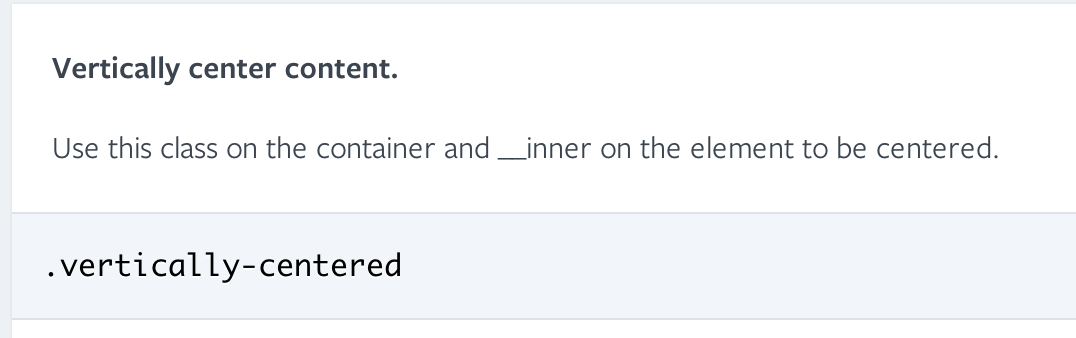 Vertically center content.
Use this class on the container and __inner on the element to be centered.
.vertically-centered